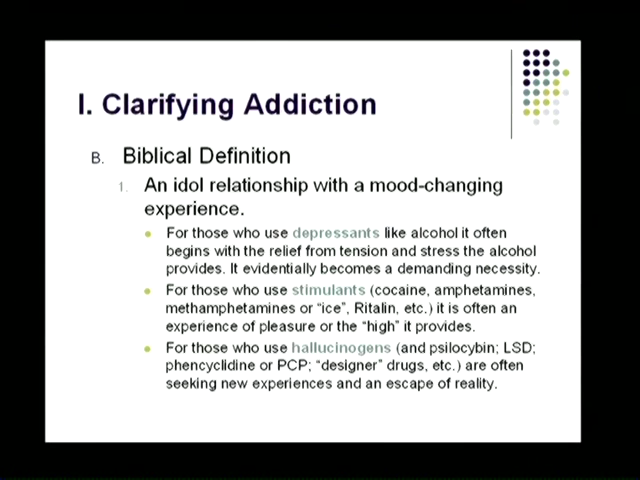 I. Clarifying Addiction
B. Biblical Definition
1. An idol relationship with a mood-changing
experience.
For those who use depressants like alcohol it often
begins with the relief from tension and stress the alcohol
provides. It evidentially becomes a demanding necessity.
For those who use stimulants (cocaine, amphetamines,
methamphetamines or “ice”, Ritalin, etc.) it is often an
experience of pleasure or the “high” it provides.
For those who use hallucinogens (and psilocybin; LSD;
phencyclidine or PCP; “designer” drugs, etc.) are often
seeking new experiences and an escape of reality.